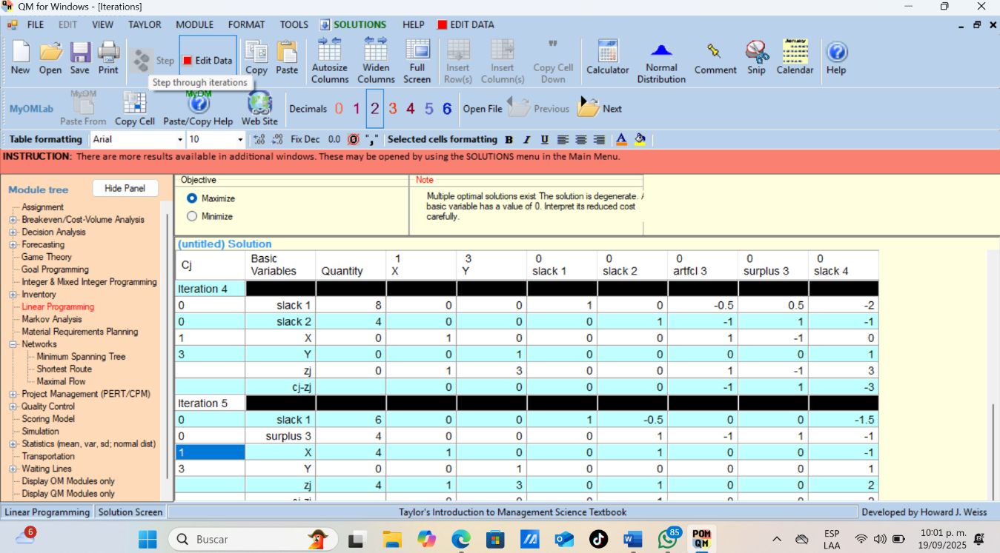 QM for Windows - [Iterations]
FILE EDIT VIEW TAYLOR MODULE FORMAT TOOLS SOLUTIONS HELP EDIT DATA
New Open Save Print Step Edit Data Copy Paste Autosize Columns Widen Columns Full Screen Insert Row(s) Insert Column(s) Copy Cell Down Calculator Normal Distribution Comment Snip Calendar Help
Step through iterations
MyOMLab MyOM Paste From Copy Cell MyOM Paste/Copy Help Web Site Decimals 0 1 2 3 4 5 6 Open File Previous Next
Table formatting Arial 10 Fix Dec 0.0 "," Selected cells formatting B I U A
INSTRUCTION: There are more results available in additional windows. These may be opened by using the SOLUTIONS menu in the Main Menu.
Module tree Hide Panel
Assignment
Breakeven/Cost-Volume Analysis
Decision Analysis
Forecasting
Game Theory
Goal Programming
Integer & Mixed Integer Programming
Inventory
Linear Programming
Markov Analysis
Material Requirements Planning
Networks
Minimum Spanning Tree
Shortest Route
Maximal Flow
Project Management (PERT/CPM)
Quality Control
Scoring Model
Simulation
Statistics (mean, var, sd; normal dist)
Transportation
Waiting Lines
Display OM Modules only
Display QM Modules only
Objective
Maximize
Minimize
Note
Multiple optimal solutions exist The solution is degenerate. A
basic variable has a value of 0. Interpret its reduced cost
carefully.
(untitled) Solution
Cj Basic Variables Quantity 1 X 3 Y 0 slack 1 0 slack 2 0 artfcl 3 0 surplus 3 0 slack 4
Iteration 4
0 slack 1 8 0 0 1 0 -0.5 0.5 -2
0 slack 2 4 0 0 0 1 -1 1 -1
1 X 0 1 0 0 0 1 -1 0
3 Y 0 0 1 0 0 0 0 1
zj 0 1 3 0 0 1 -1 3
cj-zj 0 0 0 0 -1 1 -3
Iteration 5
0 slack 1 6 0 0 1 -0.5 0 0 -1.5
0 surplus 3 4 0 0 0 1 -1 1 -1
1 X 4 1 0 0 1 0 0 -1
3 Y 0 0 1 0 0 0 0 1
zj 4 1 3 0 1 0 0 2
Linear Programming Solution Screen Taylor's Introduction to Management Science Textbook Developed by Howard J. Weiss
6 Buscar 85 POM QM ESP LAA 10:01 p. m. 19/09/2025